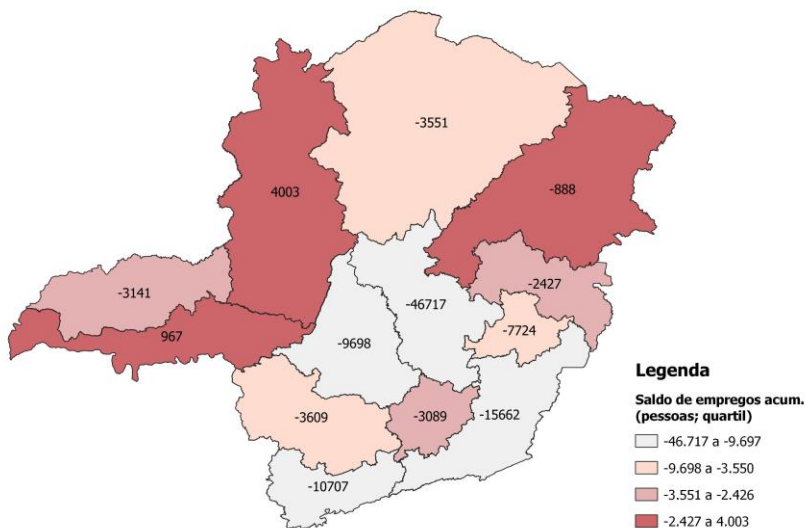 -3551
4003
-888
-3141
-2427
-46717
967
-7724
-9698
Legenda
Saldo de empregos acum.
(pessoas; quartil)
-3609
-3089
-15662
-46.717 a -9.697
-9.698 a -3.550
-10707
-3.551 a -2.426
-2.427 a 4.003